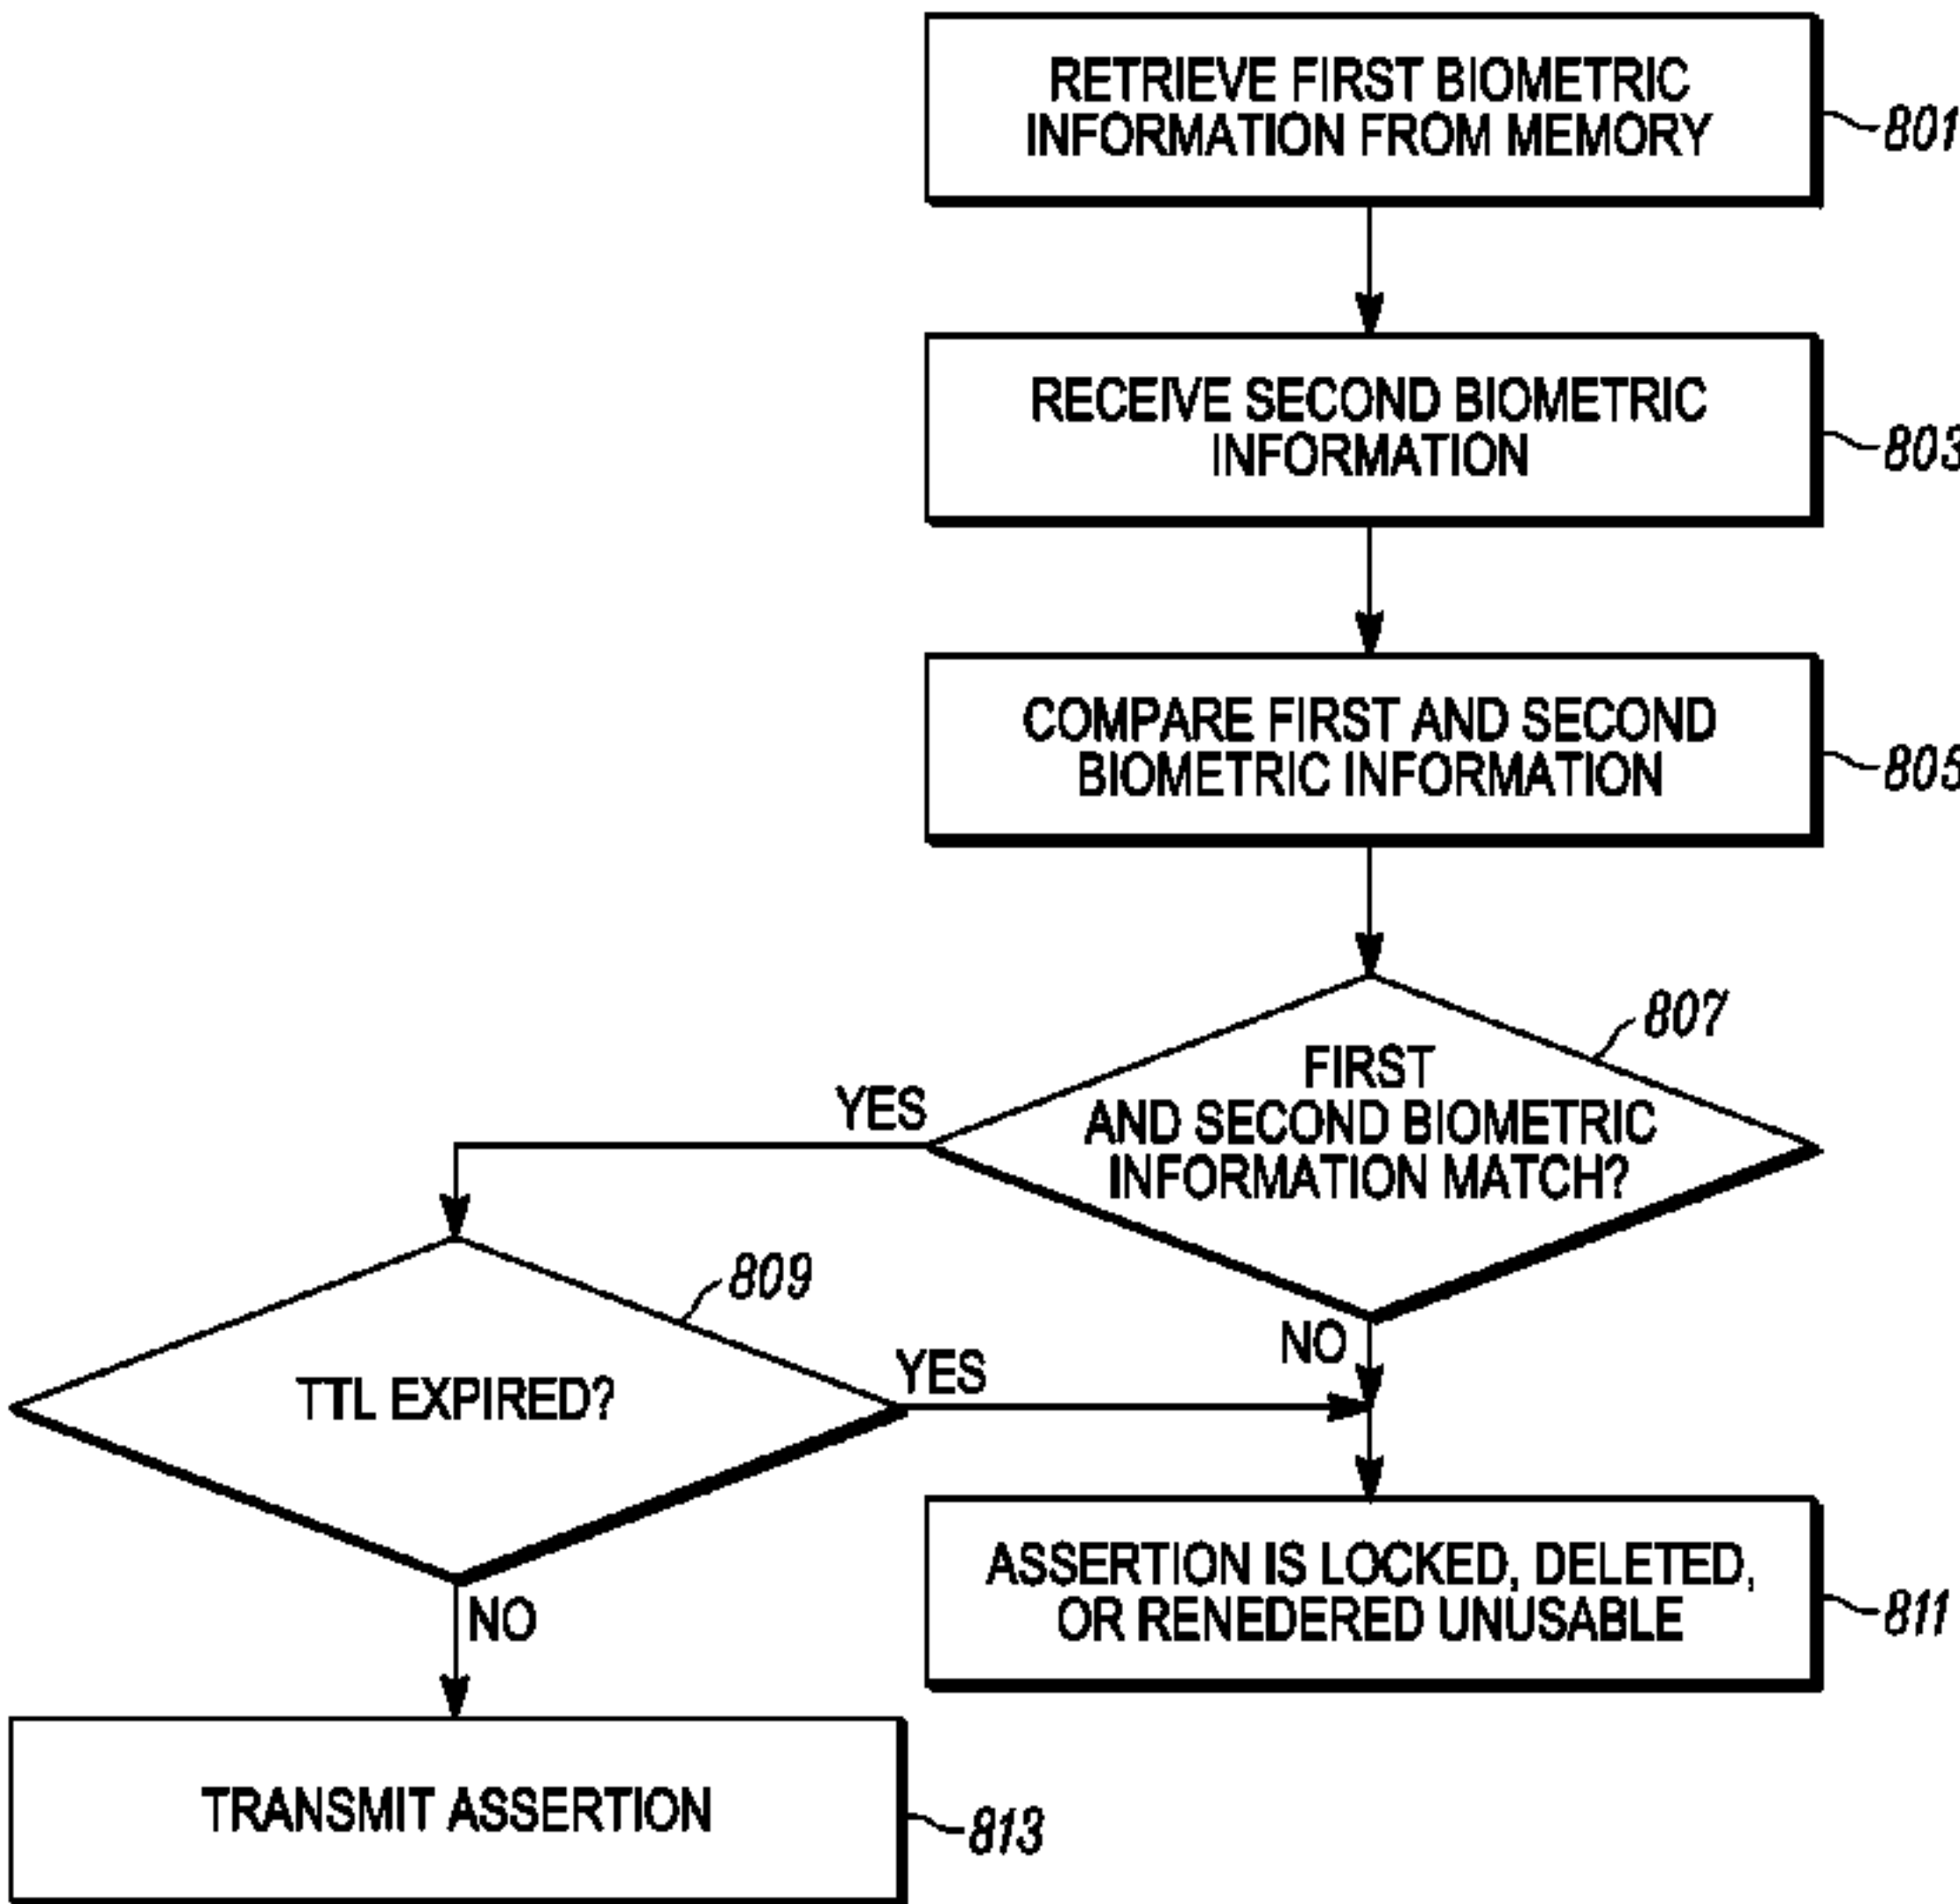 RETRIEVE FIRST BIOMETRIC
INFORMATION FROM MEMORY
801
RECEIVE SECOND BIOMETRIC
INFORMATION
803
COMPARE FIRST AND SECOND
BIOMETRIC INFORMATION
805
807
FIRST
AND SECOND BIOMETRIC
INFORMATION MATCH?
YES
NO
809
TTL EXPIRED?
YES
NO
ASSERTION IS LOCKED, DELETED,
OR RENEDERED UNUSABLE
811
TRANSMIT ASSERTION
813